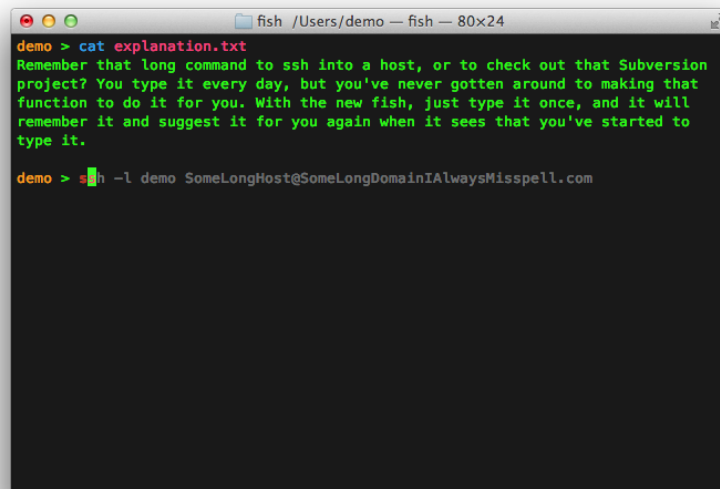 fish /Users/demo — fish — 80×24
demo > cat explanation.txt
Remember that long command to ssh into a host, or to check out that Subversion
project? You type it every day, but you've never gotten around to making that
function to do it for you. With the new fish, just type it once, and it will
remember it and suggest it for you again when it sees that you've started to
type it.
demo > ssh -l demo SomeLongHost@SomeLongDomainIAlwaysMisspell.com